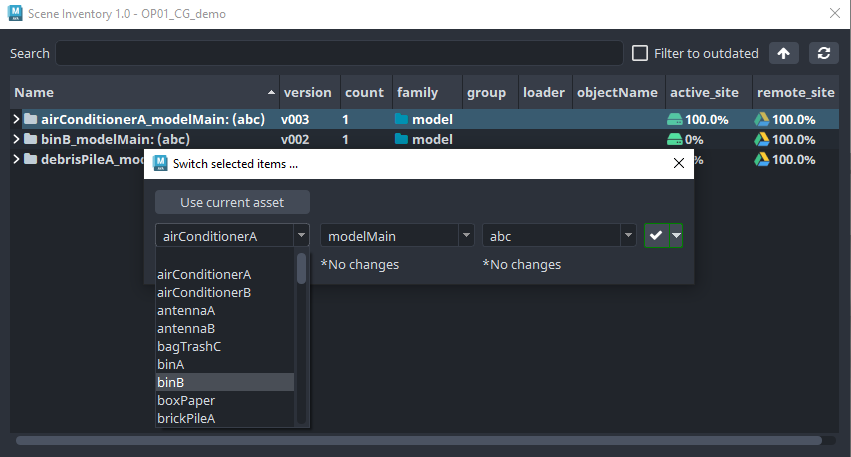 Scene Inventory 1.0 - OP01_CG_demo
Search
Filter to outdated
Name version count family group loader objectName active_site remote_site
airConditionerA_modelMain: (abc) v003 1 model 100.0% 100.0%
binB_modelMain: (abc) v002 1 model 0% 100.0%
debrisPileA_mod 100.0%
Switch selected items ...
Use current asset
airConditionerA modelMain abc
*No changes *No changes
airConditionerA
airConditionerB
antennaA
antennaB
bagTrashC
binA
binB
boxPaper
brickPileA